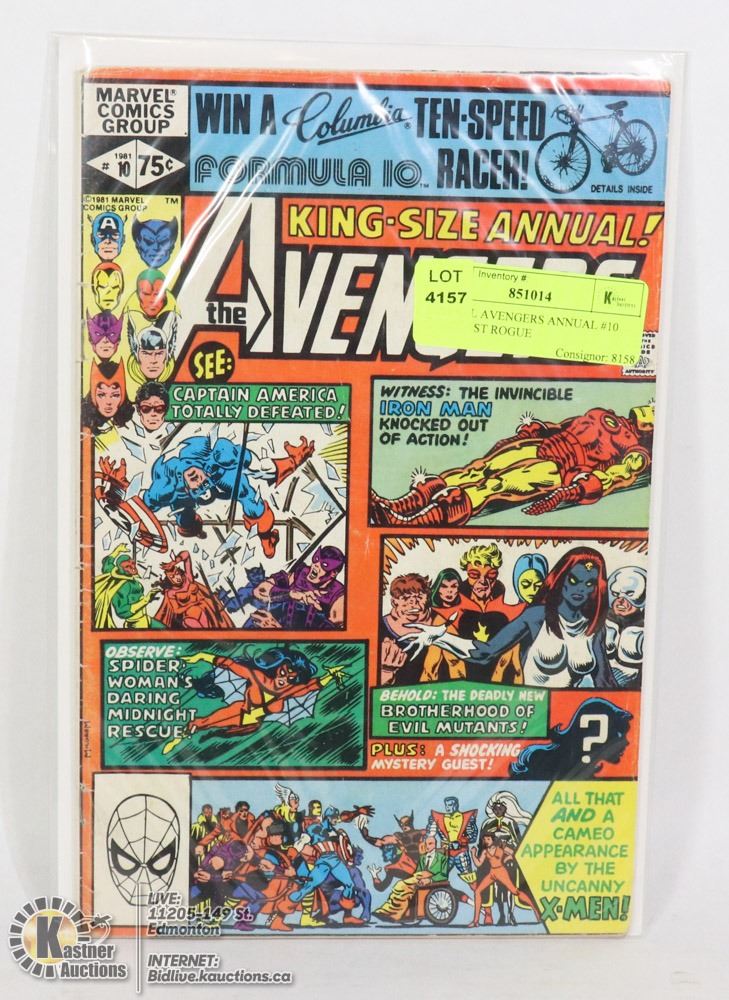 MARVEL®
COMICS
GROUP
# 1981 10 75¢
WIN A Columbia® TEN-SPEED
FORMULA 10™ RACER!
DETAILS INSIDE
©1981 MARVEL COMICS GROUP
TM
KING-SIZE ANNUAL!
the AVENGERS
LOT
4157
Inventory #
851014
Kastner
AVENGERS ANNUAL #10
ROGUE
Consignor: 8158
AUTHORITY
SEE:
CAPTAIN AMERICA
TOTALLY DEFEATED!
WITNESS: THE INVINCIBLE
IRON MAN
KNOCKED OUT
OF ACTION!
OBSERVE:
SPIDER-
WOMAN'S
DARING
MIDNIGHT
RESCUE!
BEHOLD: THE DEADLY NEW
BROTHERHOOD OF
EVIL MUTANTS!
PLUS: A SHOCKING
MYSTERY GUEST!
?
MILGROM
ALL THAT
AND A
CAMEO
APPEARANCE
BY THE
UNCANNY
X-MEN!
Kastner
Auctions
LIVE:
11205-149 St.
Edmonton
INTERNET:
Bidlive.kauctions.ca